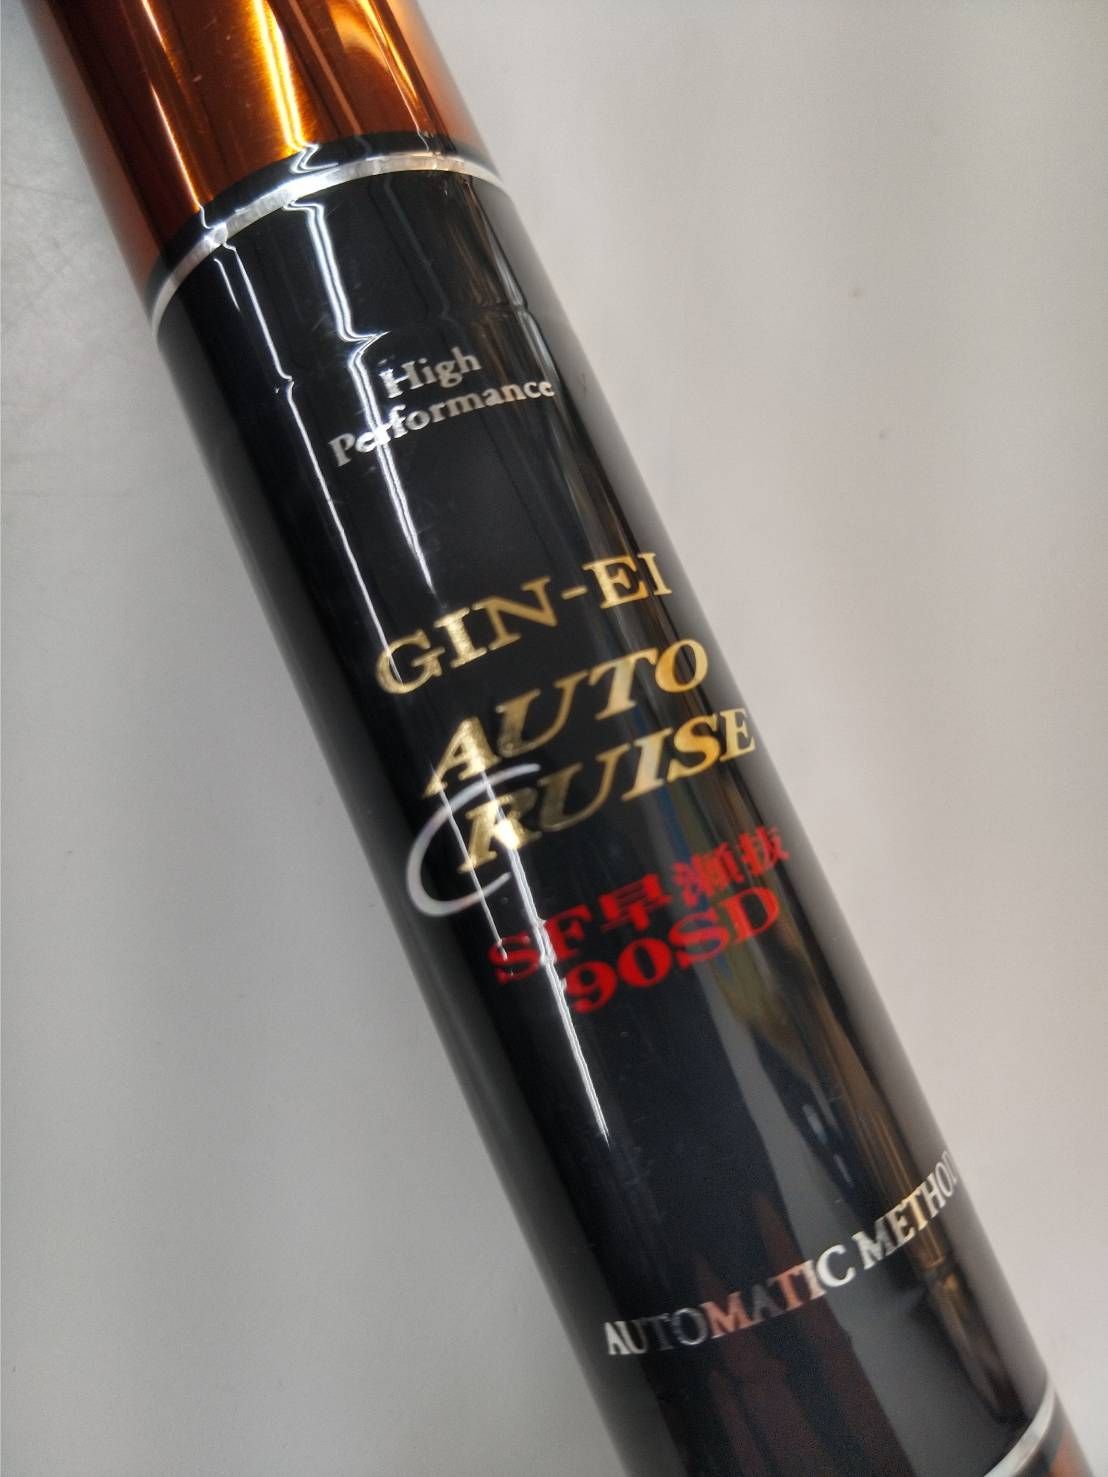 High
Performance
GIN-EI
AUTO
CRUISE
SF早瀬抜
90SD
AUTOMATIC METHOD